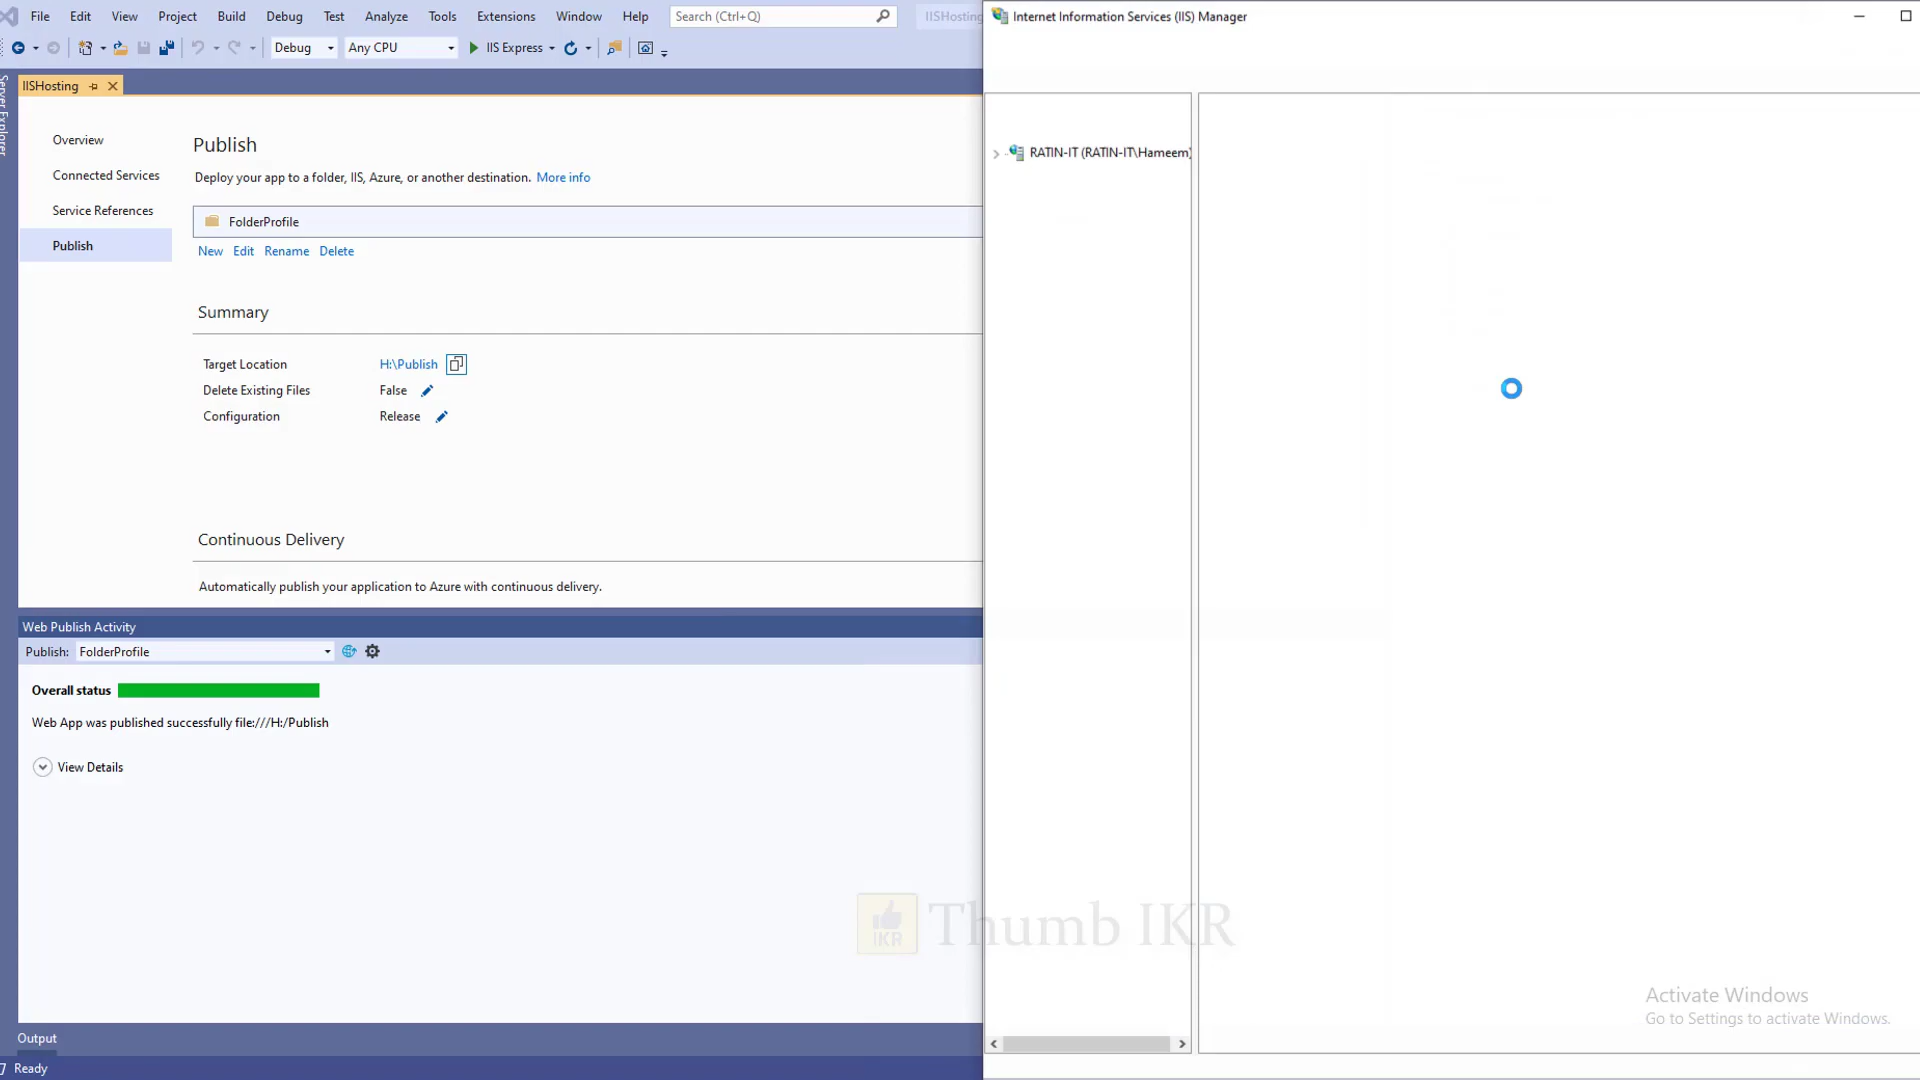 File Edit View Project Build Debug Test Analyze Tools Extensions Window Help Search (Ctrl+Q) IISHosting
Debug Any CPU IIS Express
Server Explorer
IISHosting
Overview
Connected Services
Service References
Publish
Publish
Deploy your app to a folder, IIS, Azure, or another destination. More info
FolderProfile
New Edit Rename Delete
Summary
Target Location H:\Publish
Delete Existing Files False
Configuration Release
Continuous Delivery
Automatically publish your application to Azure with continuous delivery.
Web Publish Activity
Publish: FolderProfile
Overall status
Web App was published successfully file:///H:/Publish
View Details
Output
Ready
Internet Information Services (IIS) Manager
RATIN-IT (RATIN-IT\Hameem)
IKR
Thumb IKR
Activate Windows
Go to Settings to activate Windows.